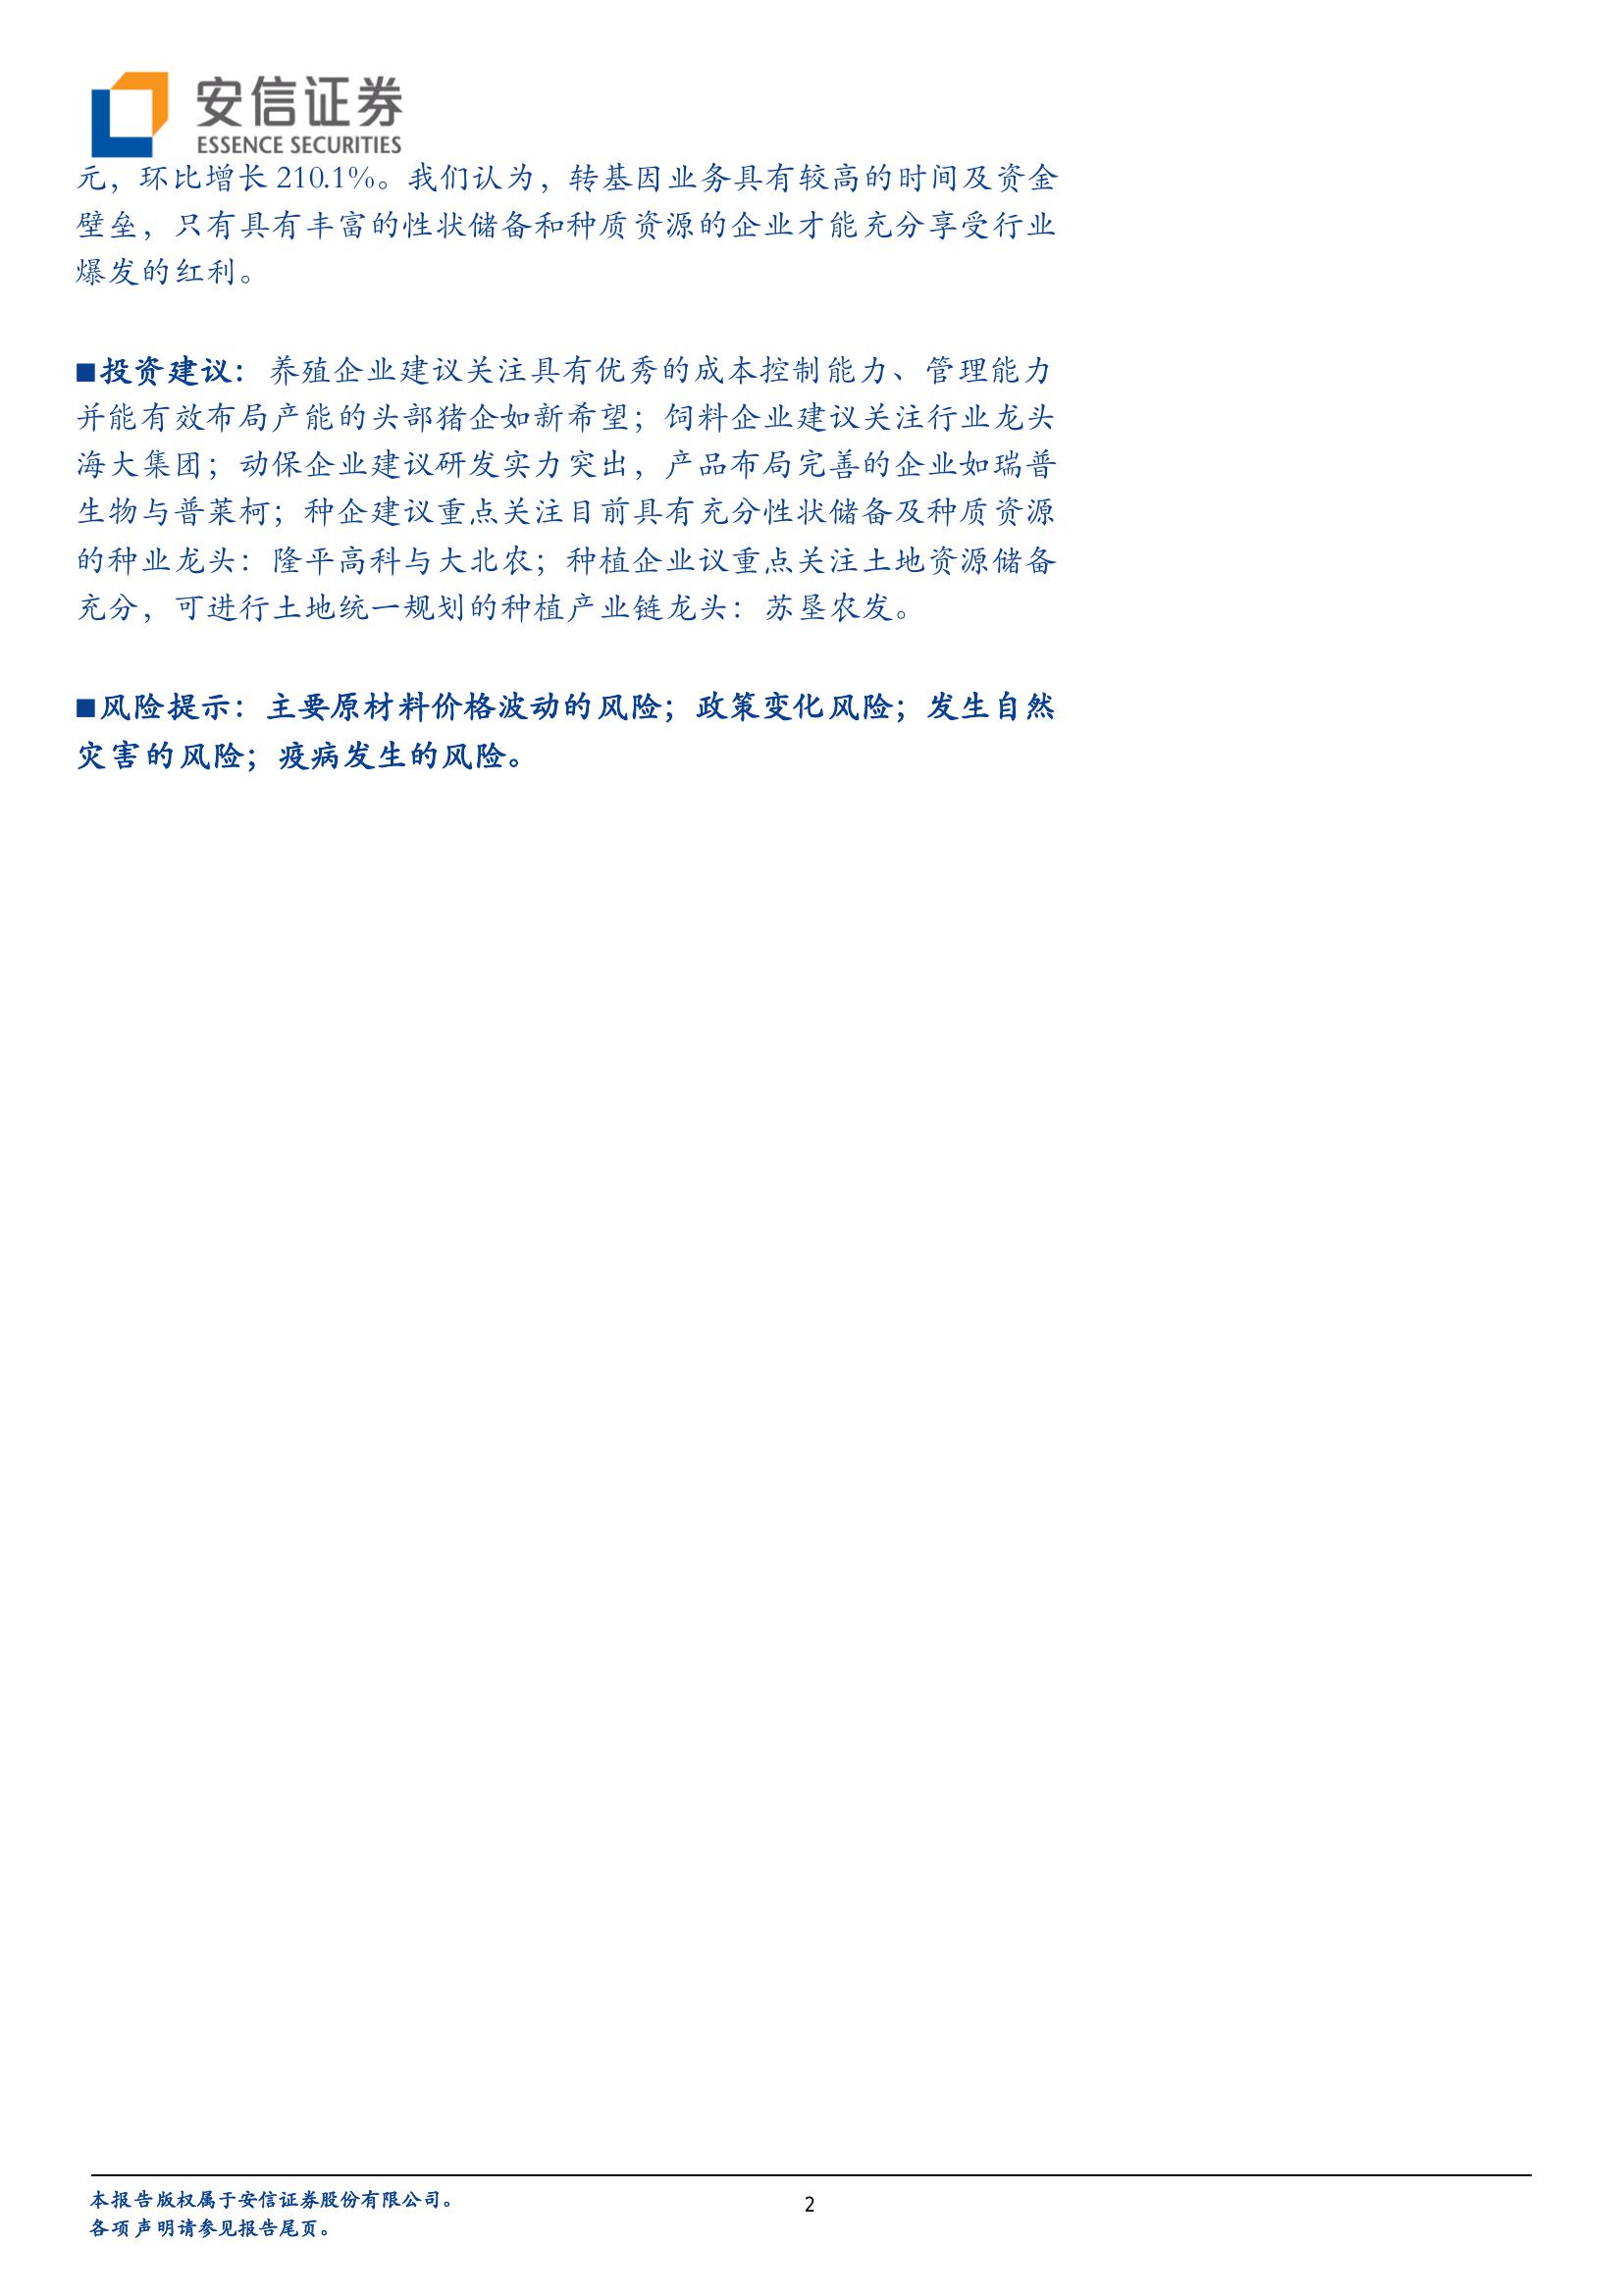 安信证券
ESSENCE SECURITIES
元，环比增长 210.1%。我们认为，转基因业务具有较高的时间及资金
壁垒，只有具有丰富的性状储备和种质资源的企业才能充分享受行业
爆发的红利。
■投资建议：养殖企业建议关注具有优秀的成本控制能力、管理能力
并能有效布局产能的头部猪企如新希望；饲料企业建议关注行业龙头
海大集团；动保企业建议研发实力突出，产品布局完善的企业如瑞普
生物与普莱柯；种企建议重点关注目前具有充分性状储备及种质资源
的种业龙头：隆平高科与大北农；种植企业议重点关注土地资源储备
充分，可进行土地统一规划的种植产业链龙头：苏垦农发。
■风险提示：主要原材料价格波动的风险；政策变化风险；发生自然
灾害的风险；疫病发生的风险。
本报告版权属于安信证券股份有限公司。
2
各项声明请参见报告尾页。